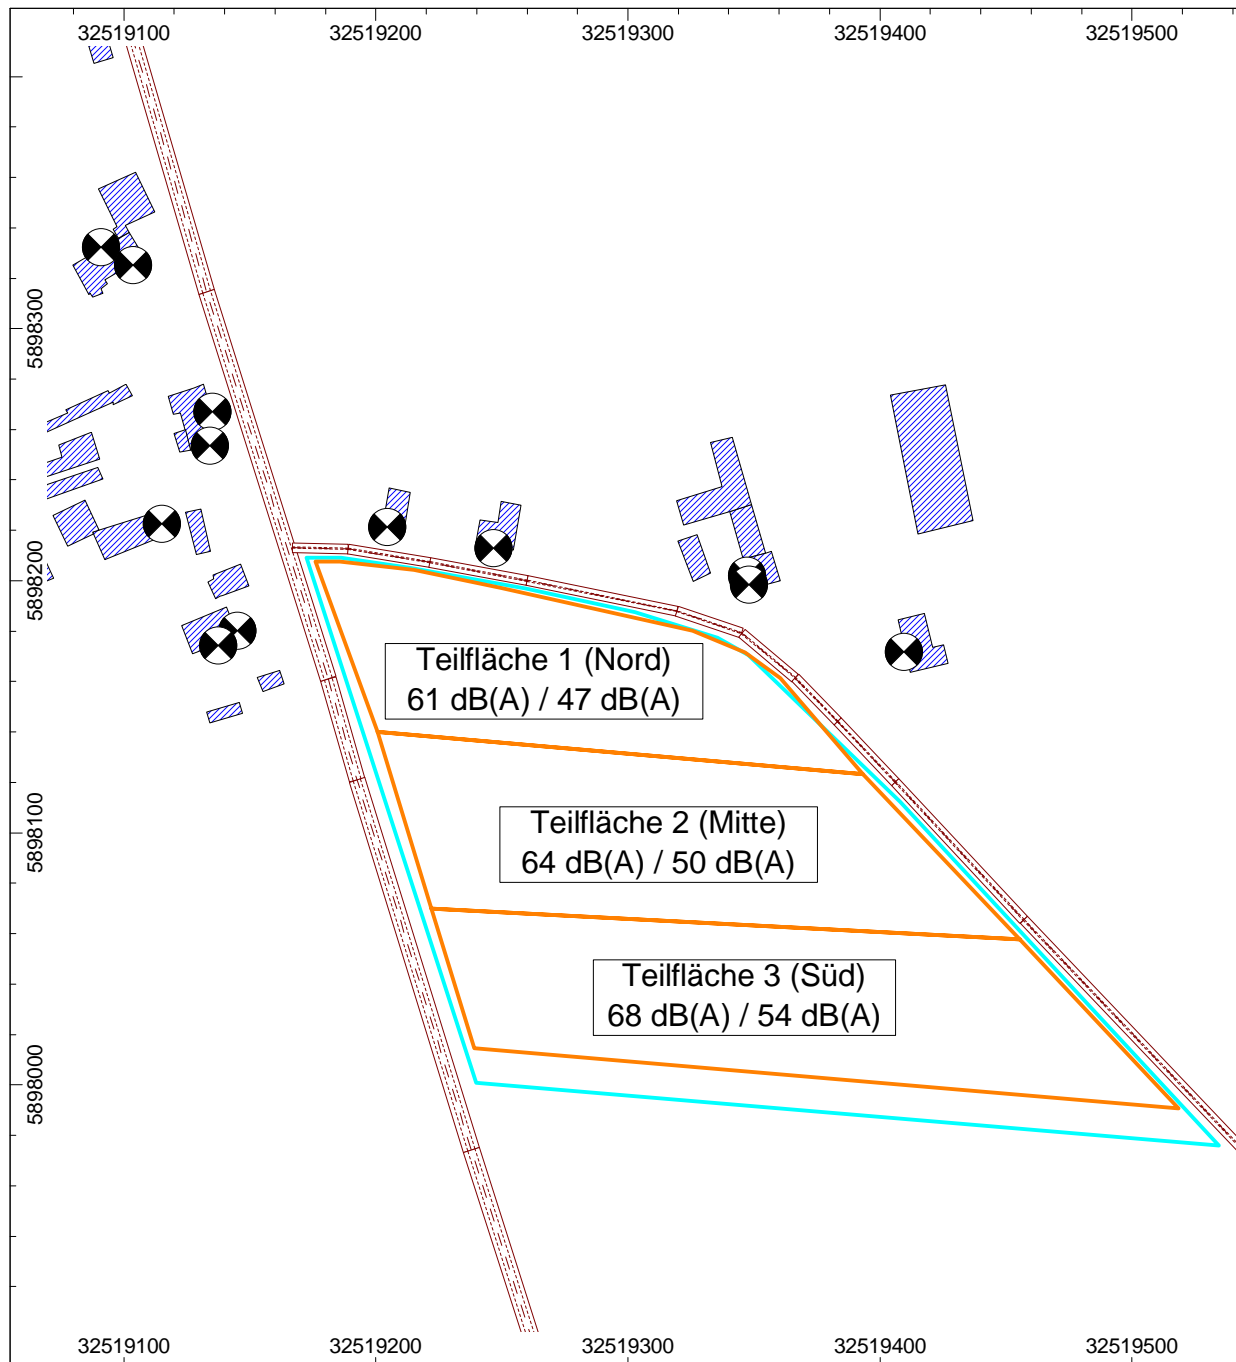 32519100 32519200 32519300 32519400 32519500
5898300
5898200
5898100
5898000
Teilfläche 1 (Nord)
61 dB(A) / 47 dB(A)
Teilfläche 2 (Mitte)
64 dB(A) / 50 dB(A)
Teilfläche 3 (Süd)
68 dB(A) / 54 dB(A)
32519100 32519200 32519300 32519400 32519500